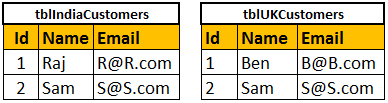 tblIndiaCustomers
Id Name Email
1 Raj R@R.com
2 Sam S@S.com
tblUKCustomers
Id Name Email
1 Ben B@B.com
2 Sam S@S.com